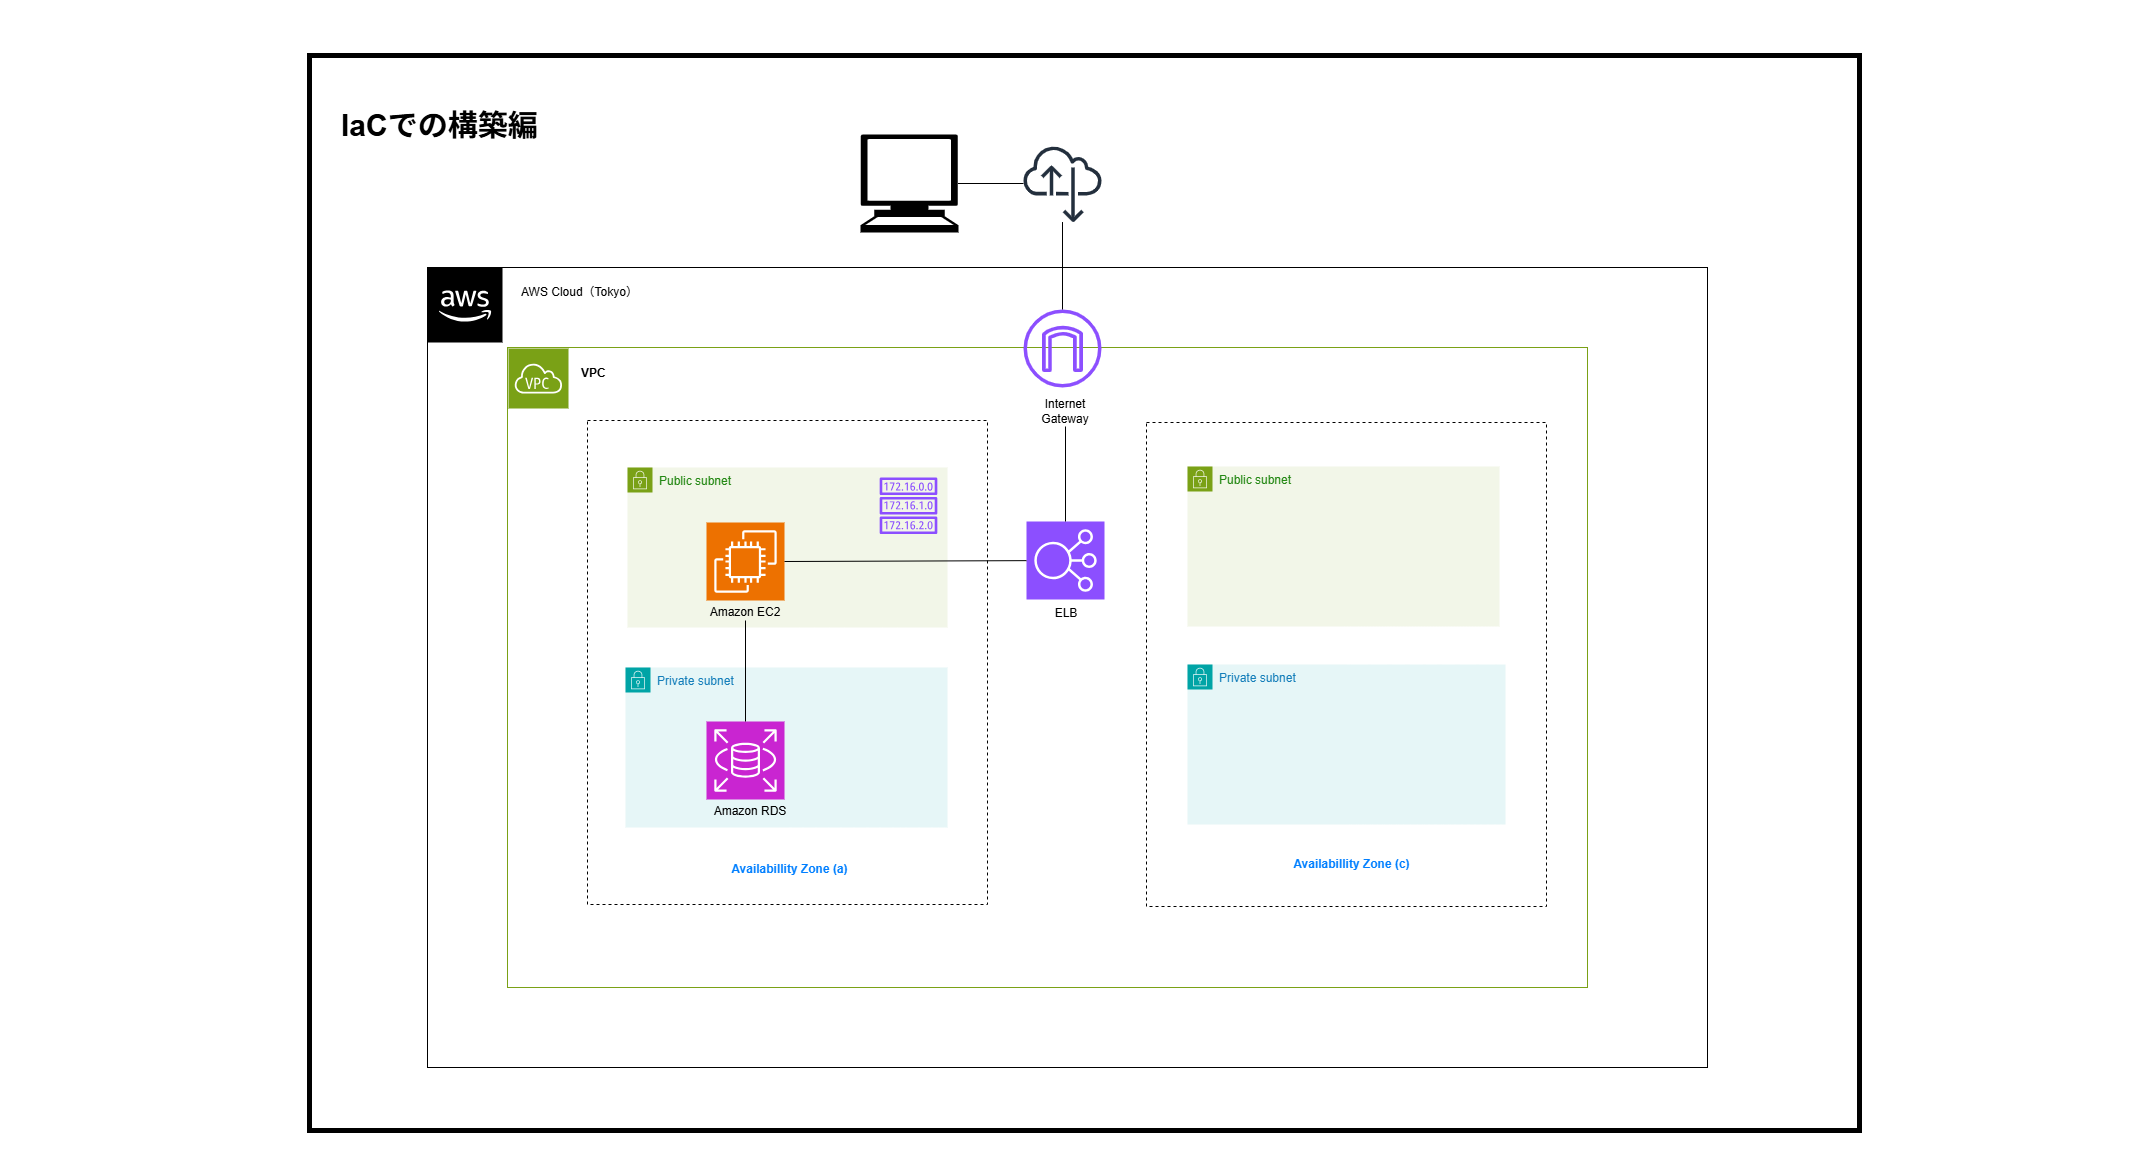 IaCでの構築編
aws
AWS Cloud（Tokyo）
VPC
VPC
Internet
Gateway
Public subnet
172.16.0.0
172.16.1.0
172.16.2.0
Public subnet
Amazon EC2
ELB
Private subnet
Private subnet
Amazon RDS
Availabillity Zone (a)
Availabillity Zone (c)